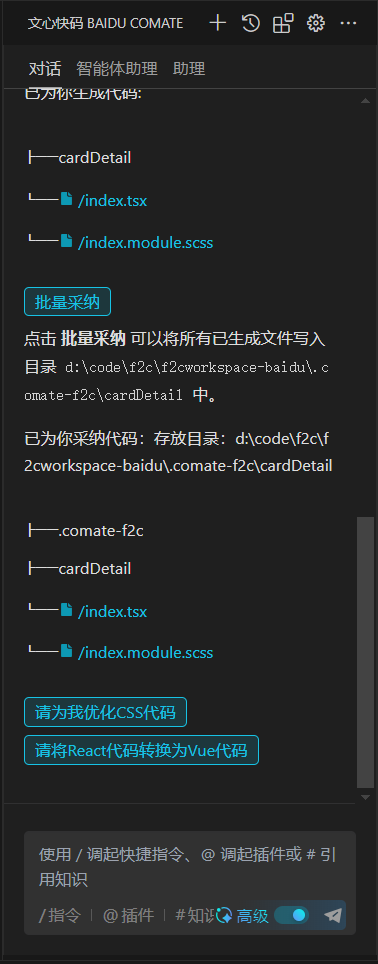 文心快码 BAIDU COMATE
对话 智能体助理 助理
已为你生成代码:
├──cardDetail
└── /index.tsx
└── /index.module.scss
批量采纳
点击 批量采纳 可以将所有已生成文件写入
目录 d:\code\f2c\f2cworkspace-baidu\.c
omate-f2c\cardDetail 中。
已为你采纳代码：存放目录：d:\code\f2c\f
2cworkspace-baidu\.comate-f2c\cardDetail
├──.comate-f2c
├──cardDetail
└── /index.tsx
└── /index.module.scss
请为我优化CSS代码
请将React代码转换为Vue代码
使用 / 调起快捷指令、@ 调起插件或 # 引
用知识
/ 指令 | @ 插件 | # 知识 高级